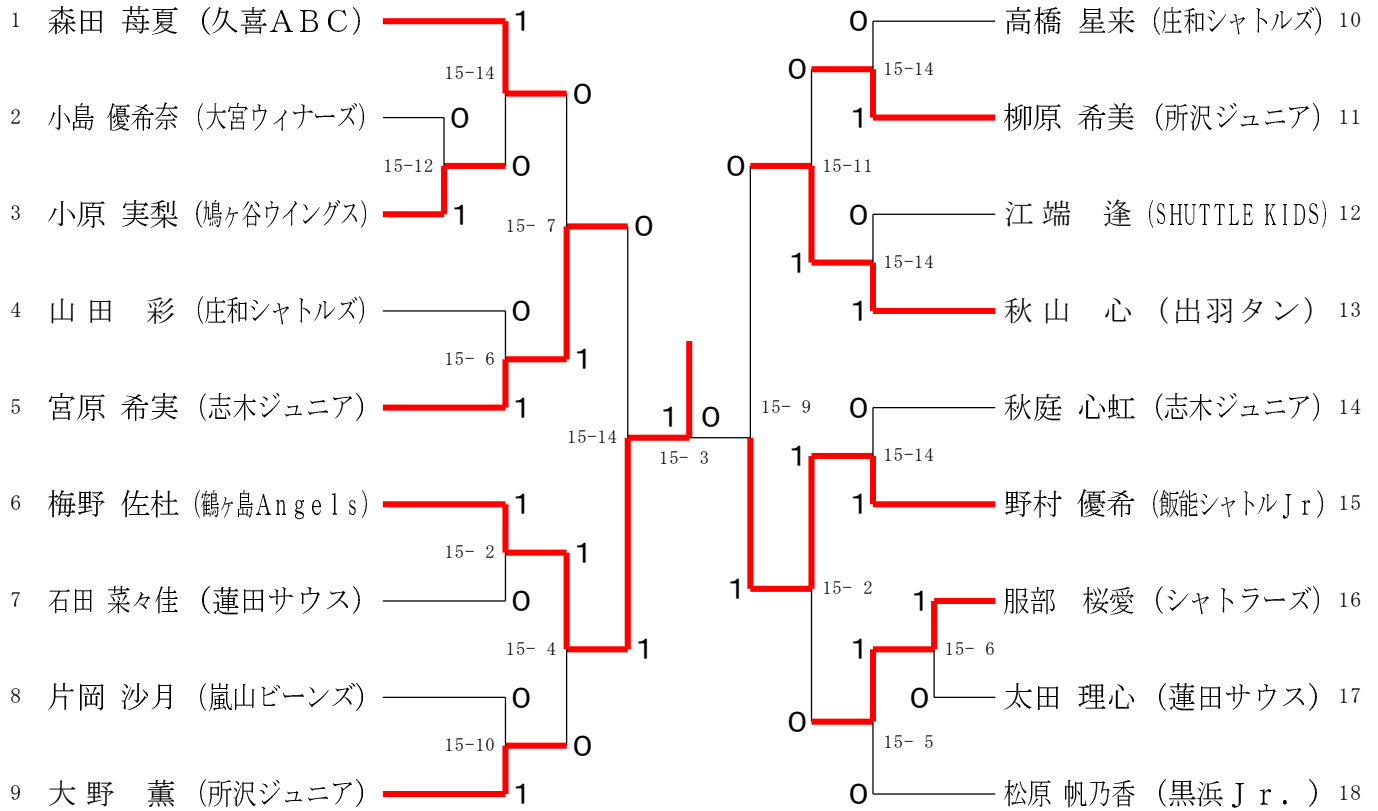 1 森田 苺夏 (久喜ABC) 1 0 高橋 星来 (庄和シャトルズ) 10
15-14 0 15-14
2 小島 優希奈 (大宮ウィナーズ) 0 0 1 柳原 希美 (所沢ジュニア) 11
15-12 0 0 15-11
3 小原 実梨 (鳩ヶ谷ウイングス) 1 0 江端 逢 (SHUTTLE KIDS) 12
15- 7 0 1 15-14
4 山田 彩 (庄和シャトルズ) 0 1 秋山 心 (出羽タン) 13
15- 6 1
5 宮原 希実 (志木ジュニア) 1 1 0 15- 9 0 秋庭 心虹 (志木ジュニア) 14
15-14 15- 3 1 15-14
6 梅野 佐杜 (鶴ヶ島Angels) 1 1 野村 優希 (飯能シャトルJr) 15
15- 2 1 1 15- 2
7 石田 菜々佳 (蓮田サウス) 0 1 服部 桜愛 (シャトラーズ) 16
15- 4 1 1 15- 6
8 片岡 沙月 (嵐山ビーンズ) 0 0 太田 理心 (蓮田サウス) 17
15-10 0 0 15- 5
9 大野 薫 (所沢ジュニア) 1 0 松原 帆乃香 (黒浜Jr.) 18